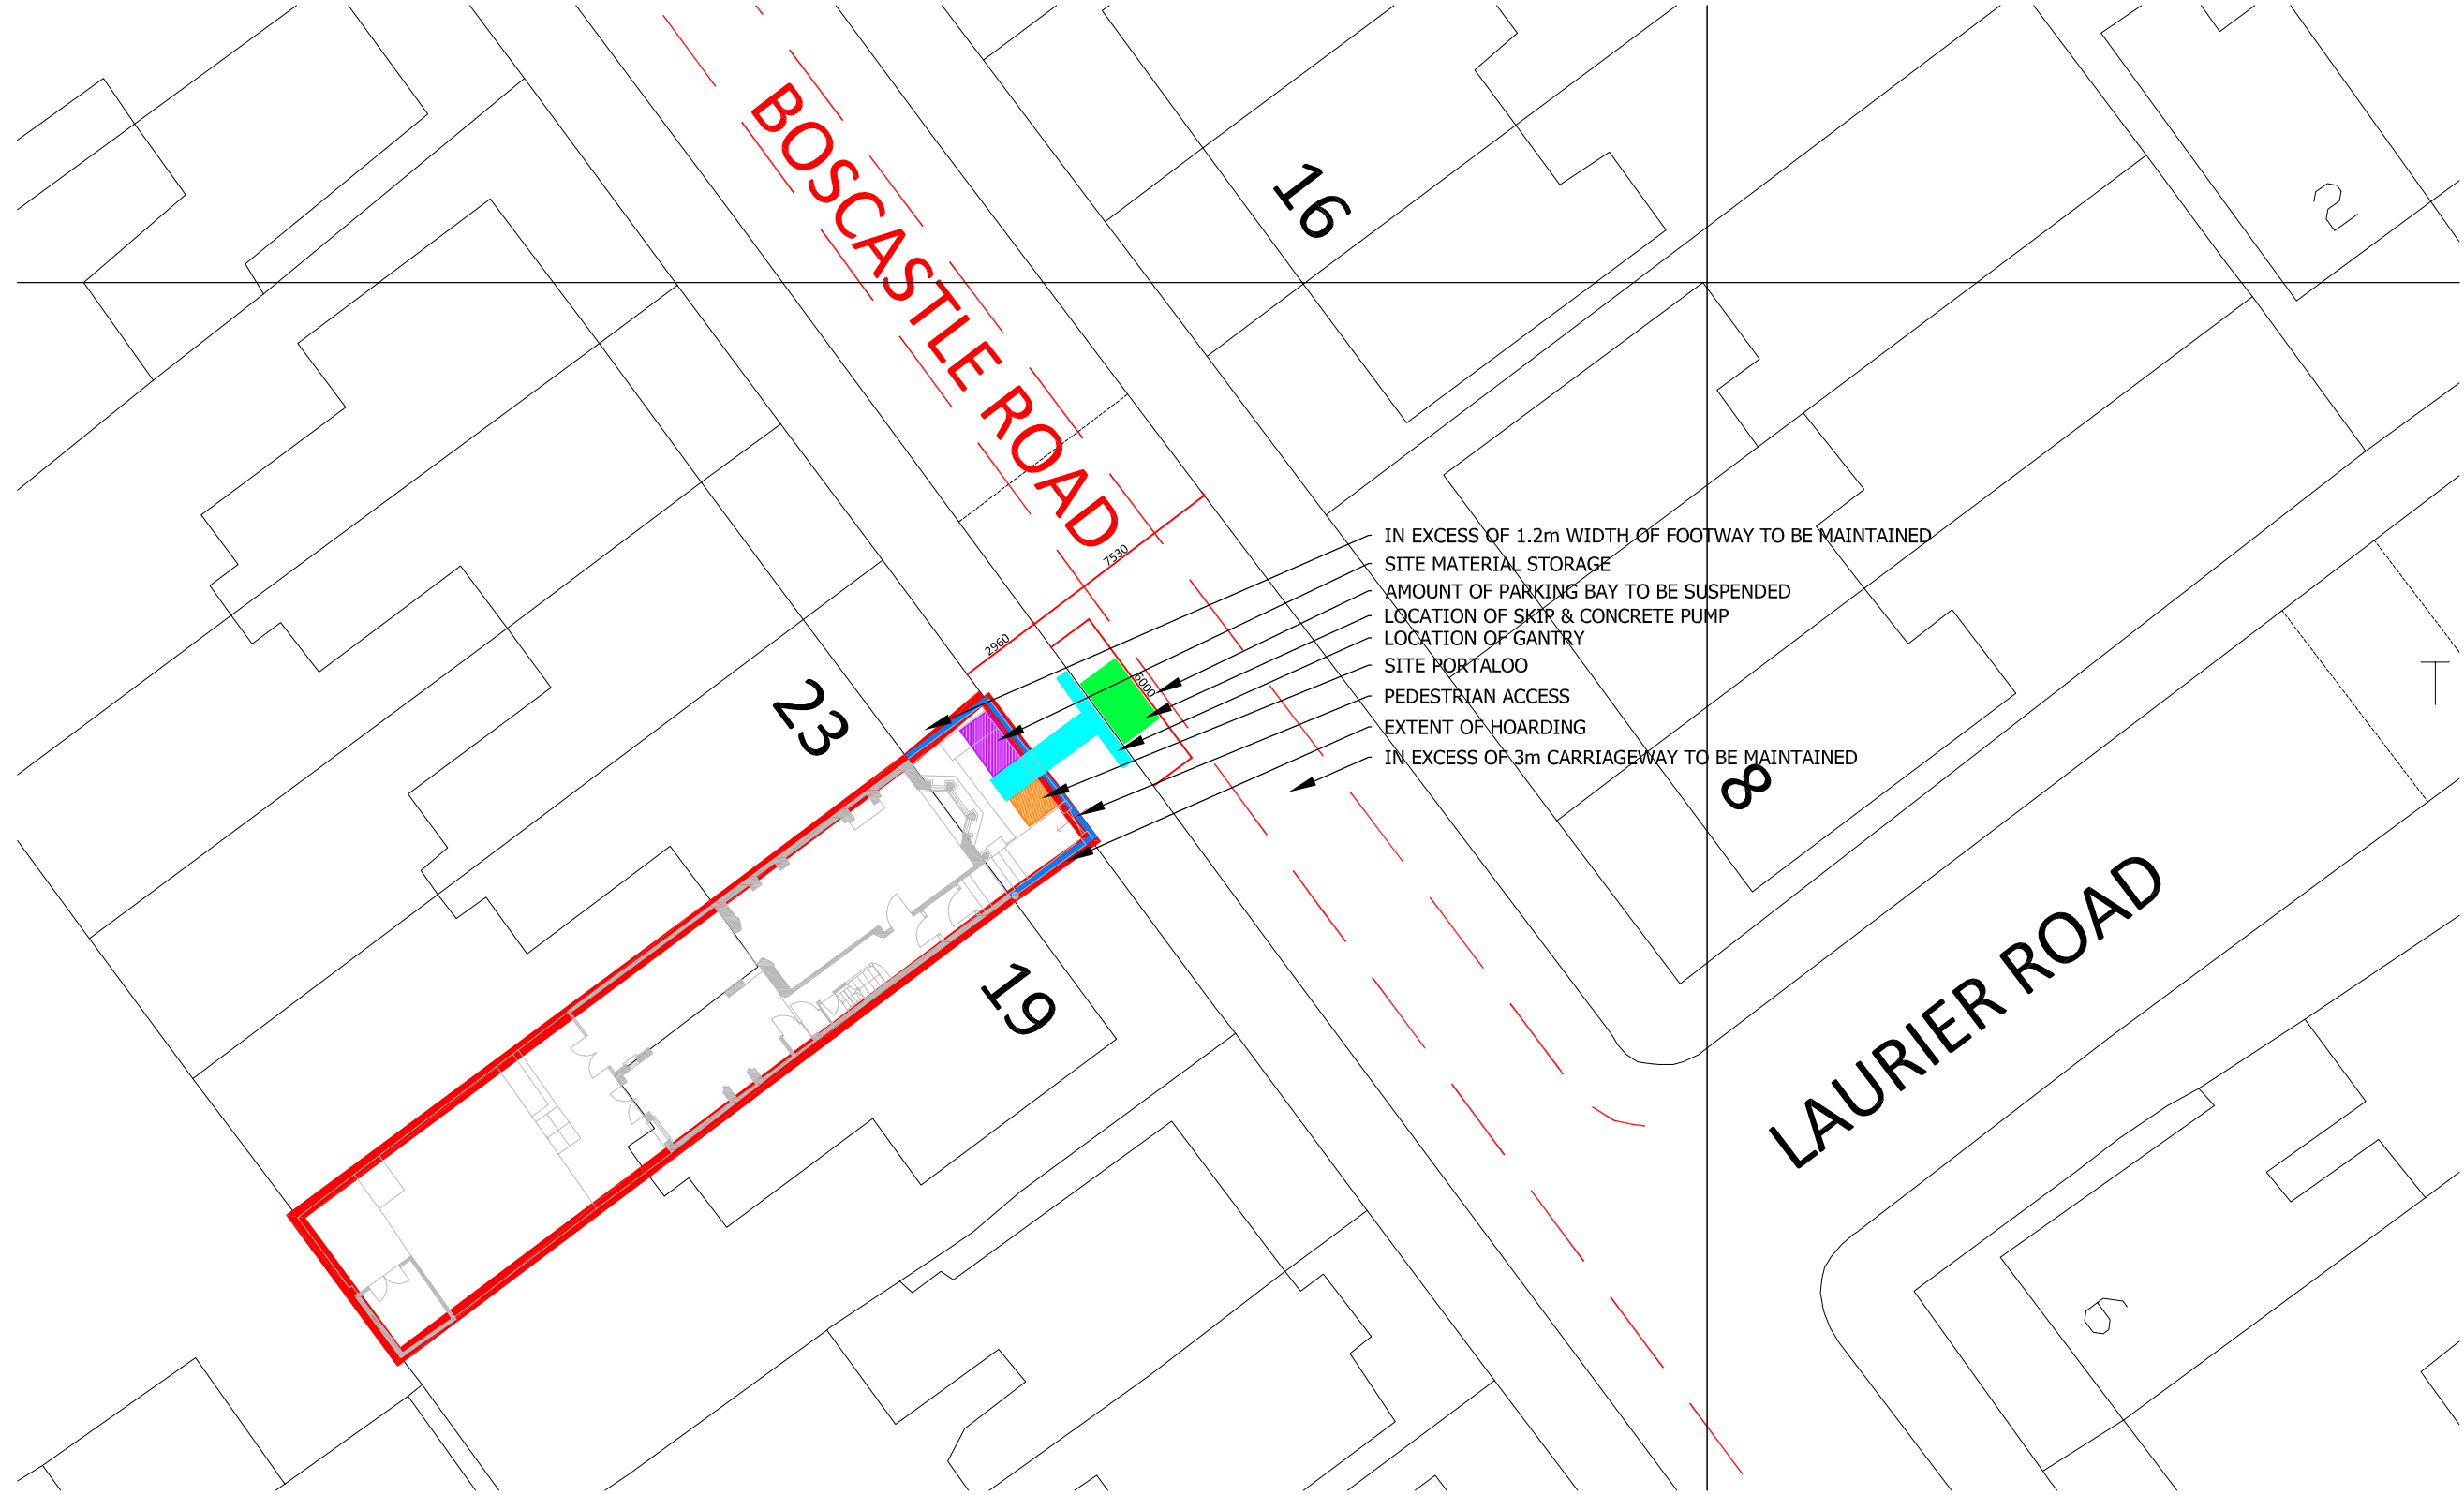 BOSCASTLE ROAD
16
2
7530
2960
6000
IN EXCESS OF 1.2m WIDTH OF FOOTWAY TO BE MAINTAINED
SITE MATERIAL STORAGE
AMOUNT OF PARKING BAY TO BE SUSPENDED
LOCATION OF SKIP & CONCRETE PUMP
LOCATION OF GANTRY
SITE PORTALOO
PEDESTRIAN ACCESS
EXTENT OF HOARDING
IN EXCESS OF 3m CARRIAGEWAY TO BE MAINTAINED
T
23
8
19
LAURIER ROAD
9